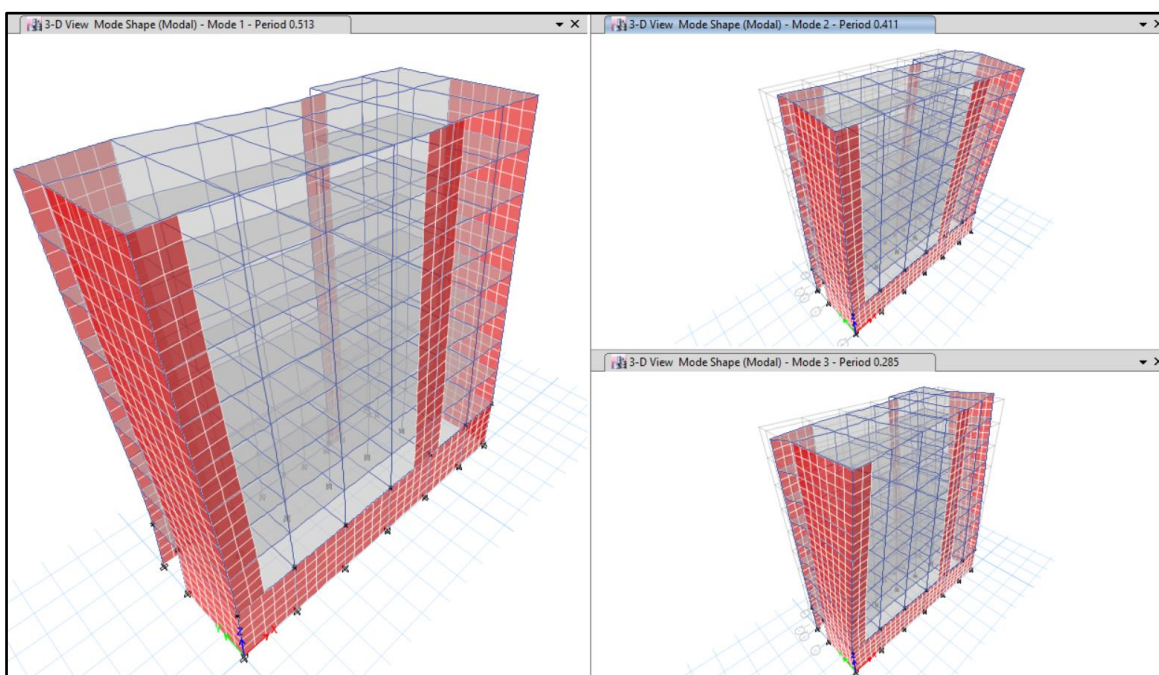 3-D View Mode Shape (Modal) - Mode 1 - Period 0.513
3-D View Mode Shape (Modal) - Mode 2 - Period 0.411
3-D View Mode Shape (Modal) - Mode 3 - Period 0.285
Z
X